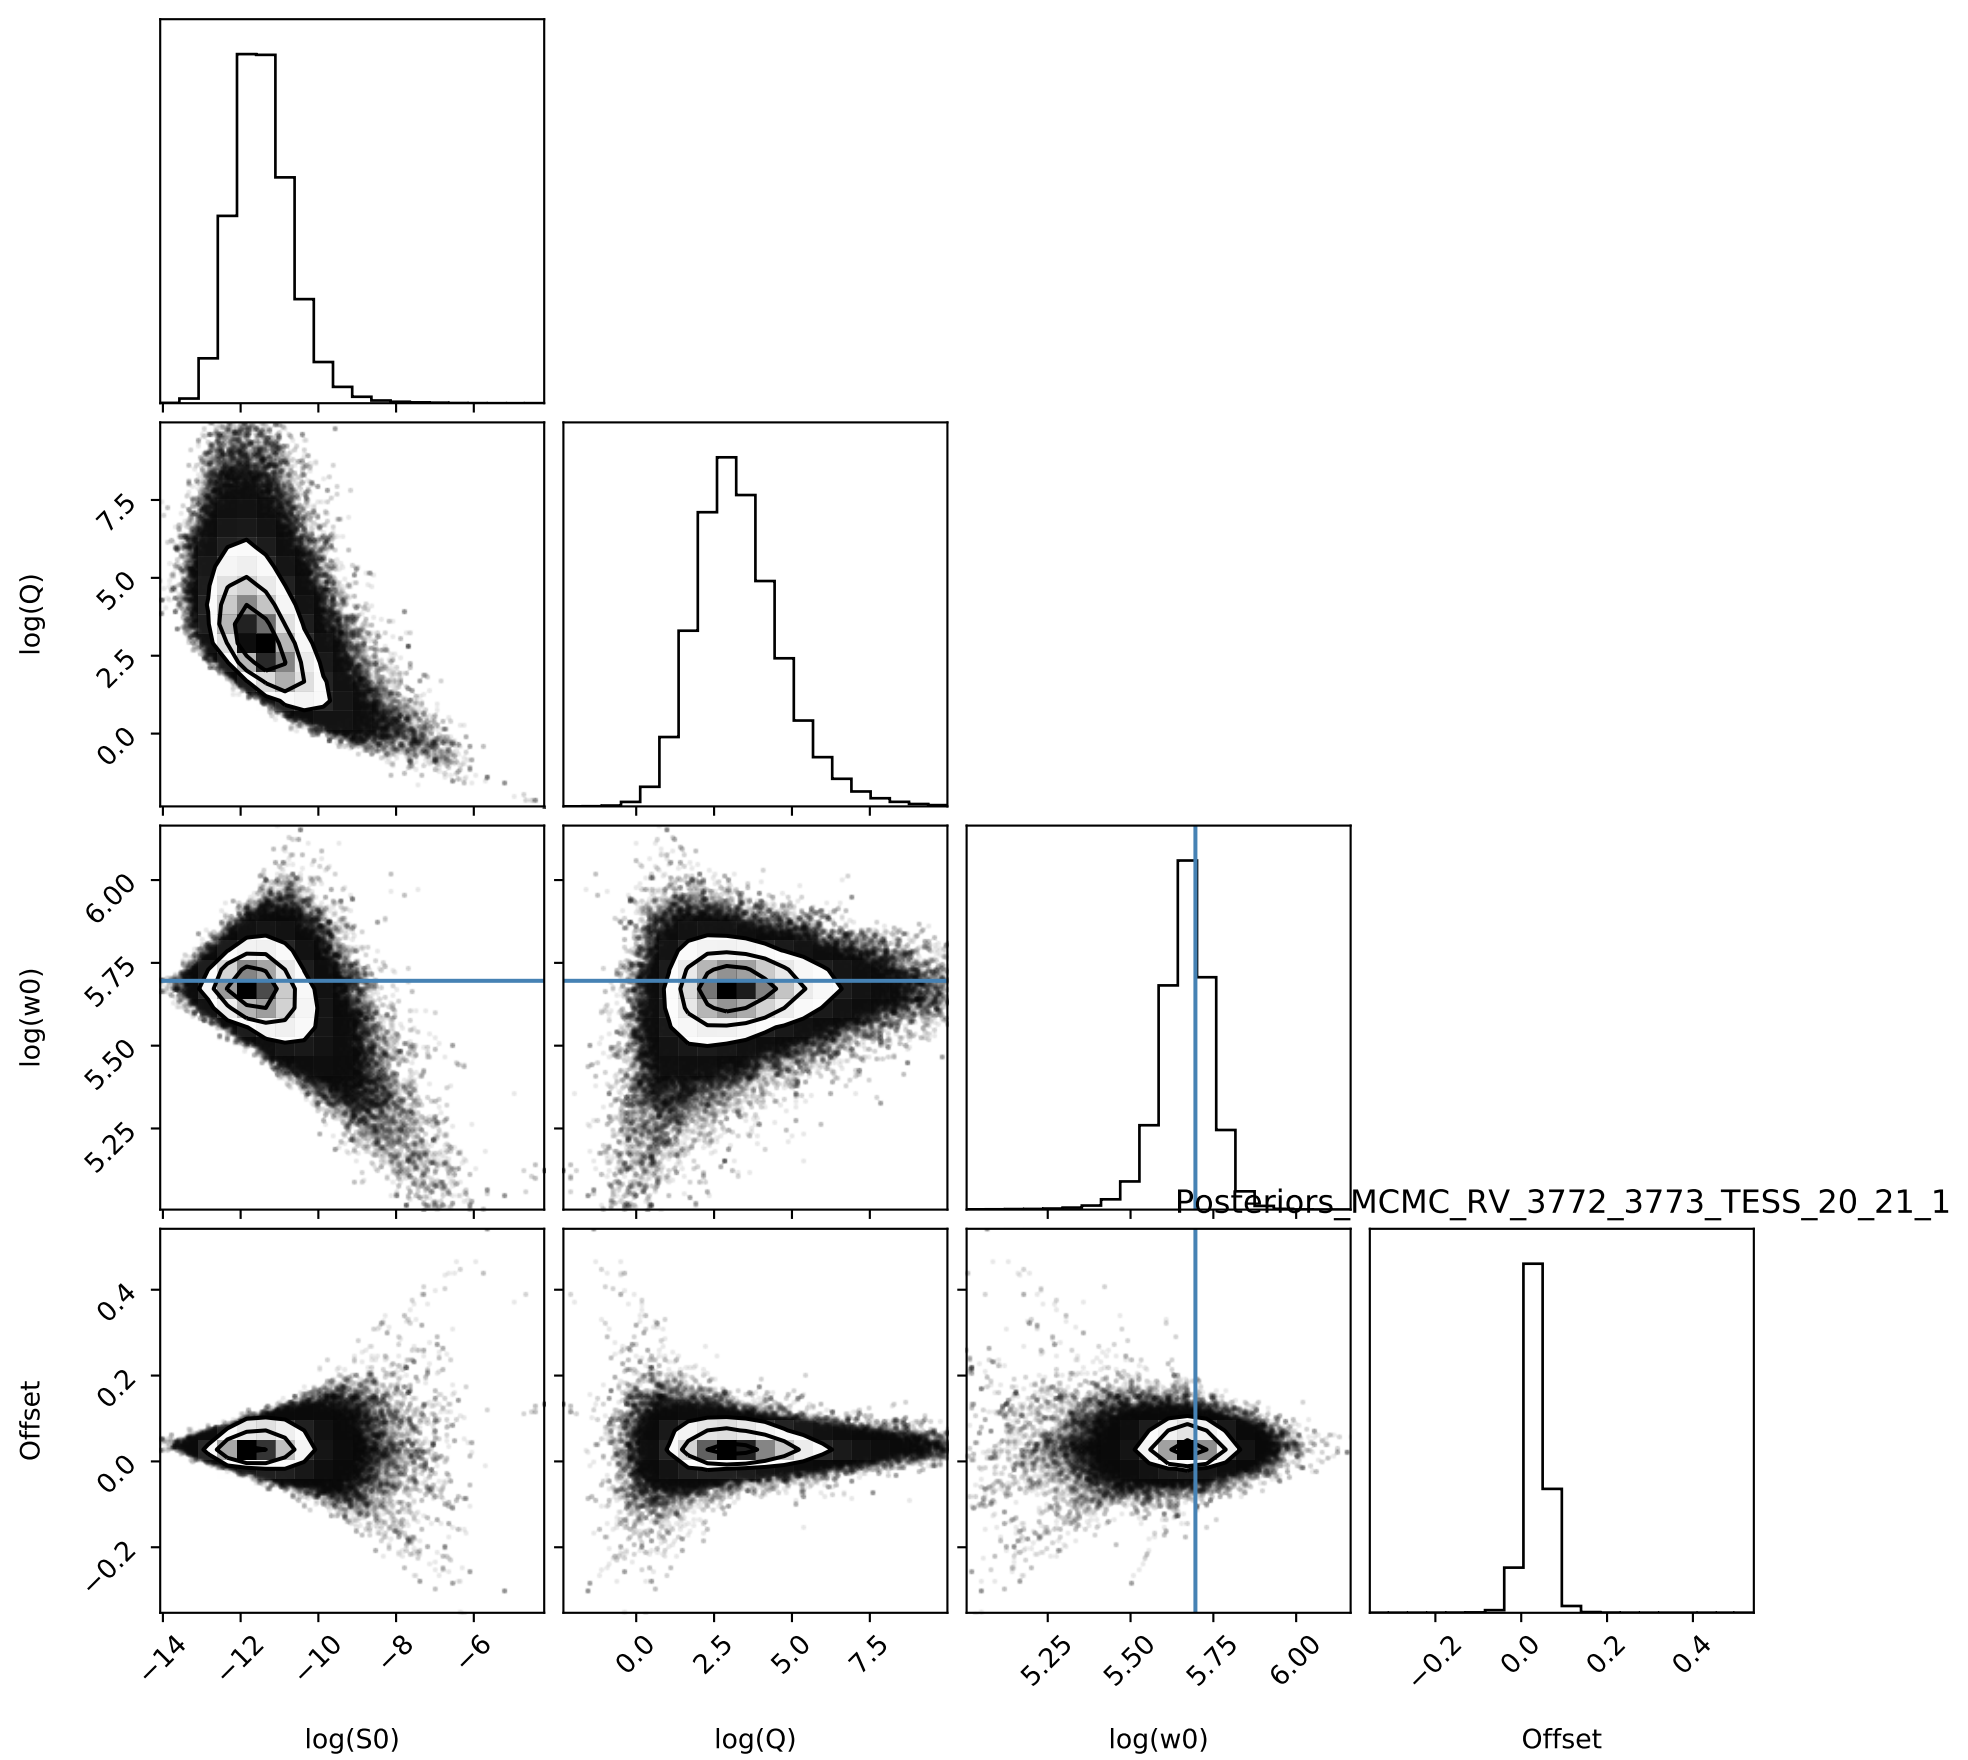 log(Q)
7.5
5.0
2.5
0.0
log(w0)
6.00
5.75
5.50
5.25
Posteriors_MCMC_RV_3772_3773_TESS_20_21_1
Offset
0.4
0.2
0.0
−0.2
−14 −12 −10 −8 −6 0.0 2.5 5.0 7.5 5.25 5.50 5.75 6.00 −0.2 0.0 0.2 0.4
log(S0) log(Q) log(w0) Offset